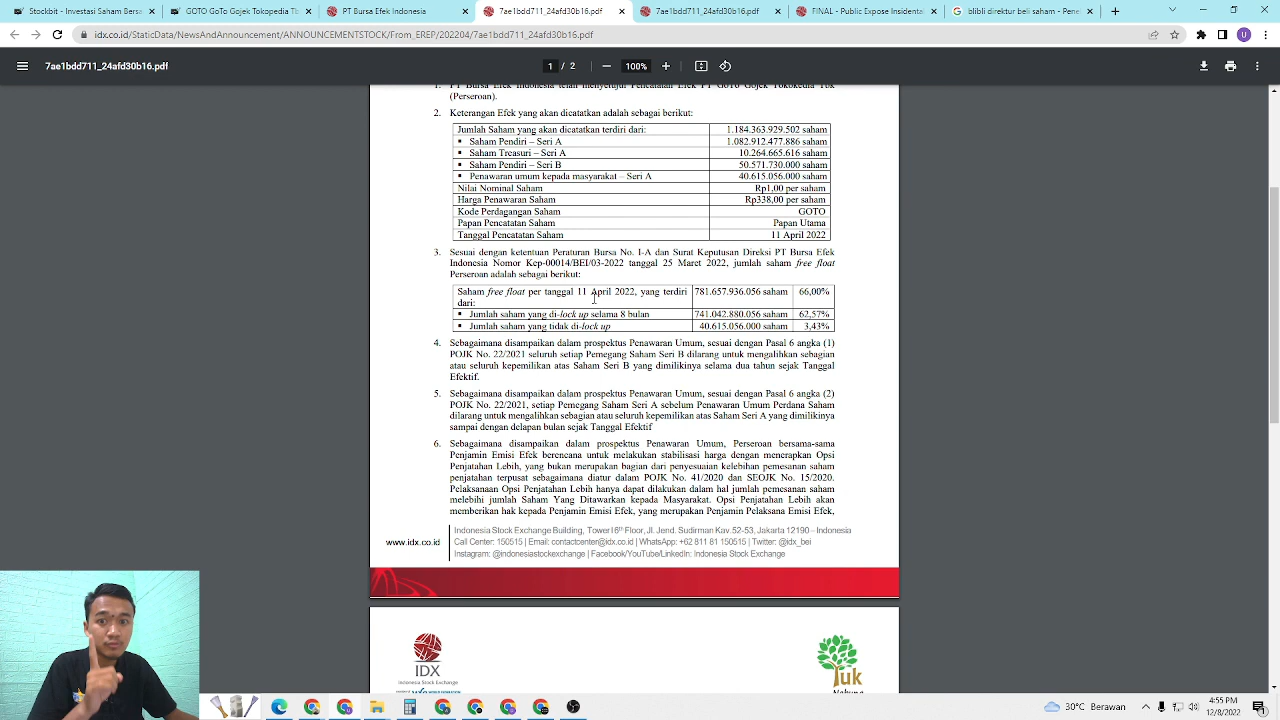 Stockbit - Investasi Saham Bersa
GOTO GoTo Gojek Tokopedia Tb
PT Bursa Efek Indonesia
7ae1bdd711_24afd30b16.pdf
7ae1bdd711_24afd30b16.pdf
FINAL - Public Expose Insidenta
blibli direktur beli saham - Pene
idx.co.id/StaticData/NewsAndAnnouncement/ANNOUNCEMENTSTOCK/From_EREP/202204/7ae1bdd711_24afd30b16.pdf
U
7ae1bdd711_24afd30b16.pdf
1 / 2
100%
1. PT Bursa Efek Indonesia telah menyetujui Pencatatan Efek PT GoTo Gojek Tokopedia Tbk
(Perseroan).
2. Keterangan Efek yang akan dicatatkan adalah sebagai berikut:
Jumlah Saham yang akan dicatatkan terdiri dari: 1.184.363.929.502 saham
▪ Saham Pendiri – Seri A 1.082.912.477.886 saham
▪ Saham Treasuri – Seri A 10.264.665.616 saham
▪ Saham Pendiri – Seri B 50.571.730.000 saham
▪ Penawaran umum kepada masyarakat – Seri A 40.615.056.000 saham
Nilai Nominal Saham Rp1,00 per saham
Harga Penawaran Saham Rp338,00 per saham
Kode Perdagangan Saham GOTO
Papan Pencatatan Saham Papan Utama
Tanggal Pencatatan Saham 11 April 2022
3. Sesuai dengan ketentuan Peraturan Bursa No. I-A dan Surat Keputusan Direksi PT Bursa Efek
Indonesia Nomor Kep-00014/BEI/03-2022 tanggal 25 Maret 2022, jumlah saham free float
Perseroan adalah sebagai berikut:
Saham free float per tanggal 11 April 2022, yang terdiri 781.657.936.056 saham 66,00%
dari:
▪ Jumlah saham yang di-lock up selama 8 bulan 741.042.880.056 saham 62,57%
▪ Jumlah saham yang tidak di-lock up 40.615.056.000 saham 3,43%
4. Sebagaimana disampaikan dalam prospektus Penawaran Umum, sesuai dengan Pasal 6 angka (1)
POJK No. 22/2021 seluruh setiap Pemegang Saham Seri B dilarang untuk mengalihkan sebagian
atau seluruh kepemilikan atas Saham Seri B yang dimilikinya selama dua tahun sejak Tanggal
Efektif.
5. Sebagaimana disampaikan dalam prospektus Penawaran Umum, sesuai dengan Pasal 6 angka (2)
POJK No. 22/2021, setiap Pemegang Saham Seri A sebelum Penawaran Umum Perdana Saham
dilarang untuk mengalihkan sebagian atau seluruh kepemilikan atas Saham Seri A yang dimilikinya
sampai dengan delapan bulan sejak Tanggal Efektif
6. Sebagaimana disampaikan dalam prospektus Penawaran Umum, Perseroan bersama-sama
Penjamin Emisi Efek berencana untuk melakukan stabilisasi harga dengan menerapkan Opsi
Penjatahan Lebih, yang bukan merupakan bagian dari penyesuaian kelebihan pemesanan saham
penjatahan terpusat sebagaimana diatur dalam POJK No. 41/2020 dan SEOJK No. 15/2020.
Pelaksanaan Opsi Penjatahan Lebih hanya dapat dilakukan dalam hal jumlah pemesanan saham
melebihi jumlah Saham Yang Ditawarkan kepada Masyarakat. Opsi Penjatahan Lebih akan
memberikan hak kepada Penjamin Emisi Efek, yang merupakan Penjamin Pelaksana Emisi Efek,
www.idx.co.id
Indonesia Stock Exchange Building, Tower I 6th Floor, Jl. Jend. Sudirman Kav. 52-53, Jakarta 12190 – Indonesia
Call Center: 150515 | Email: contactcenter@idx.co.id | WhatsApp: +62 811 81 150515 | Twitter: @idx_bei
Instagram: @indonesiastockexchange | Facebook/YouTube/LinkedIn: Indonesia Stock Exchange
IDX
Indonesia Stock Exchange
Yuk
Nabung
30°C Berawan
4:55 PM
12/8/2022